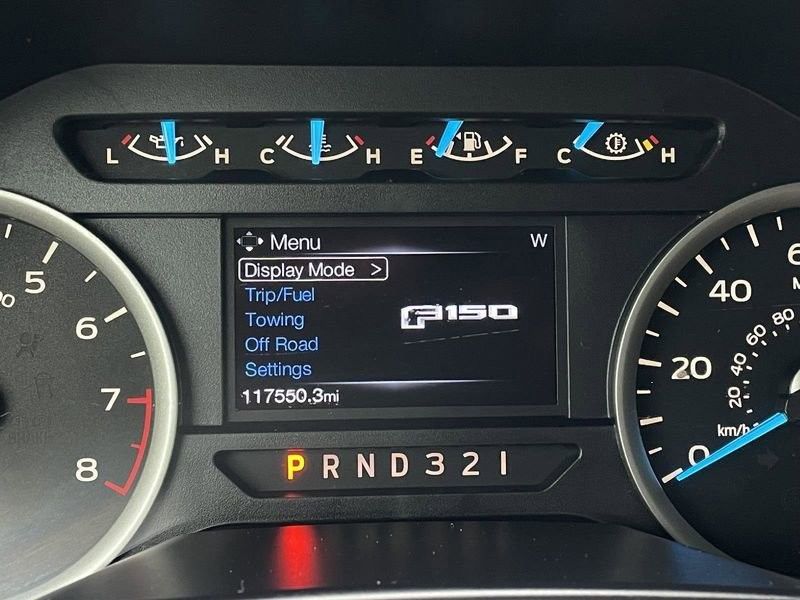 L H C H E F C H
Menu W
Display Mode >
Trip/Fuel
Towing
Off Road
Settings
F150
117550.3mi
P R N D 3 2 1
5
6
7
8
40
20
0
20
40
60
80
km/h